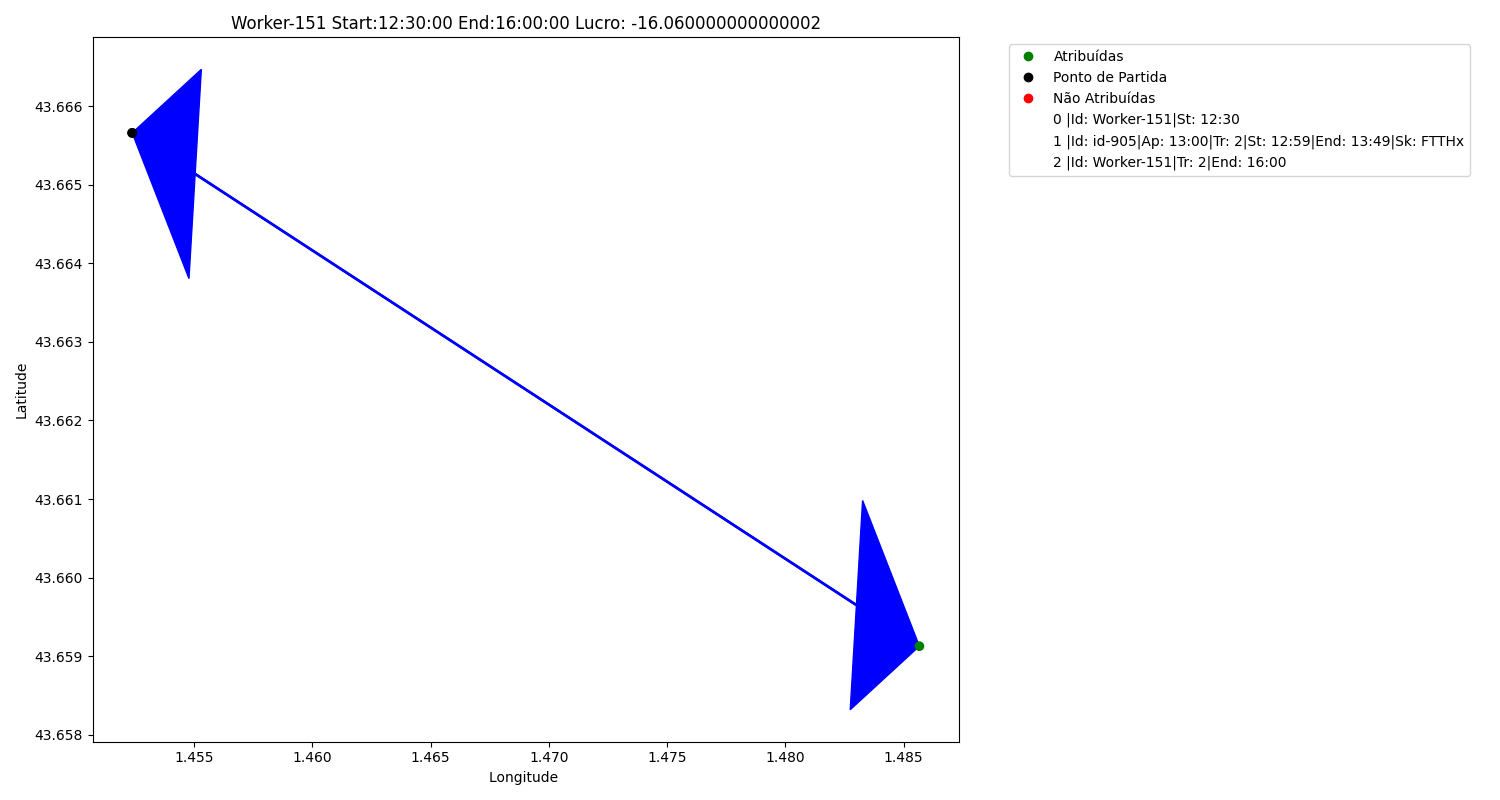 Worker-151 Start:12:30:00 End:16:00:00 Lucro: -16.060000000000002
Atribuídas
Ponto de Partida
Não Atribuídas
0 |Id: Worker-151|St: 12:30
1 |Id: id-905|Ap: 13:00|Tr: 2|St: 12:59|End: 13:49|Sk: FTTHx
2 |Id: Worker-151|Tr: 2|End: 16:00
Latitude
43.666
43.665
43.664
43.663
43.662
43.661
43.660
43.659
43.658
1.455
1.460
1.465
1.470
1.475
1.480
1.485
Longitude